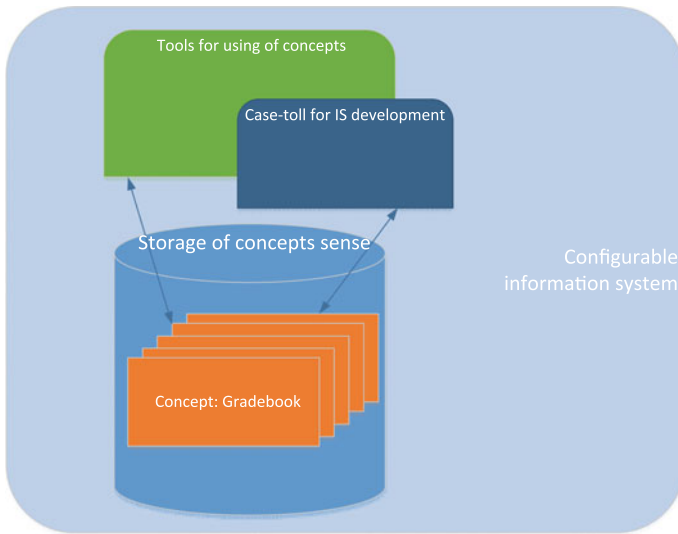 Tools for using of concepts
Case-toll for IS development
Storage of concepts sense
Configurable
information system
Concept: Gradebook